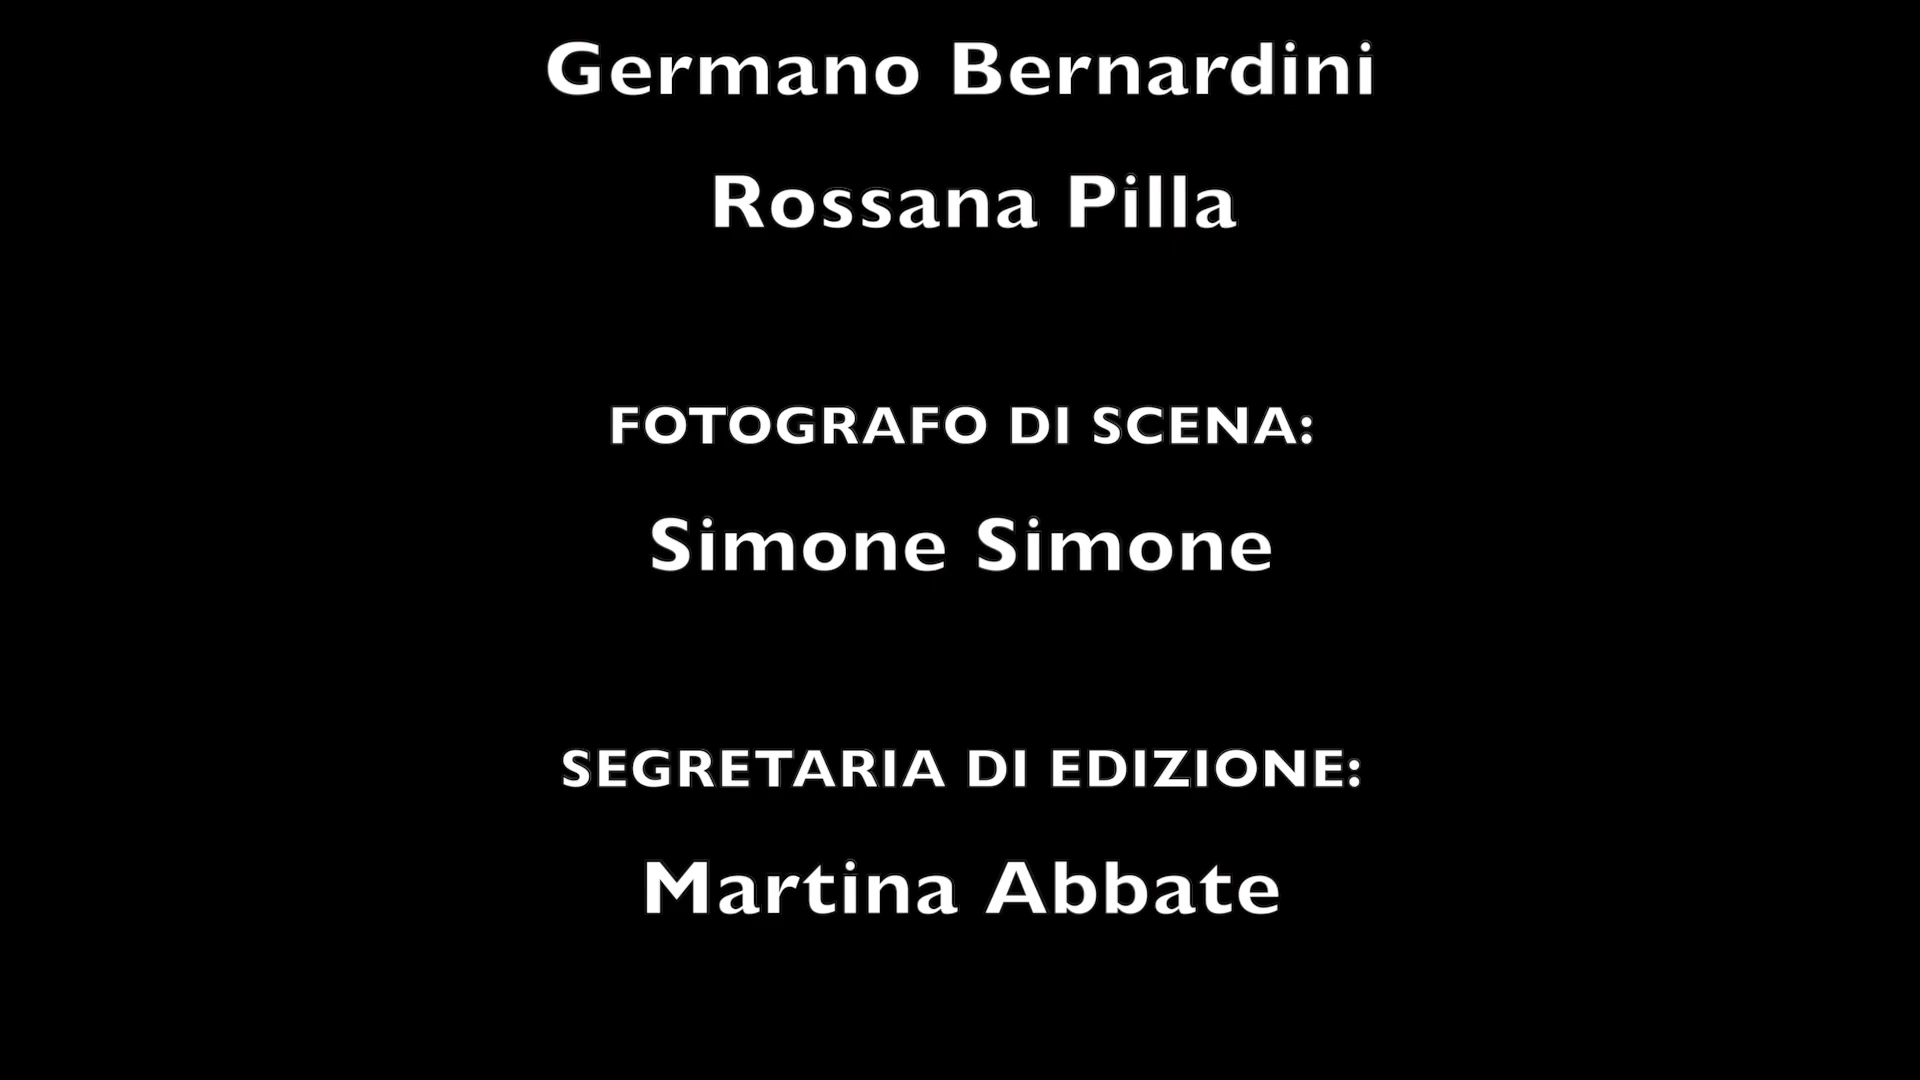 Germano Bernardini
Rossana Pilla
FOTOGRAFO DI SCENA:
Simone Simone
SEGRETARIA DI EDIZIONE:
Martina Abbate